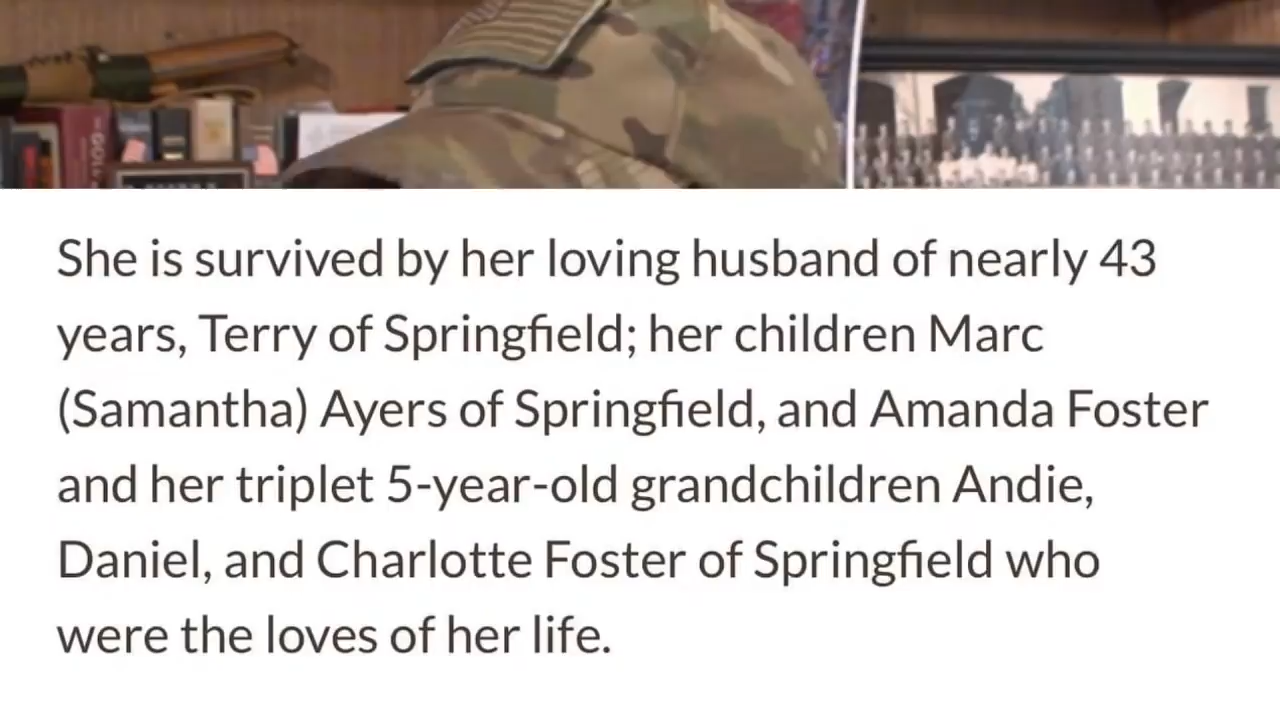 She is survived by her loving husband of nearly 43
years, Terry of Springfield; her children Marc
(Samantha) Ayers of Springfield, and Amanda Foster
and her triplet 5-year-old grandchildren Andie,
Daniel, and Charlotte Foster of Springfield who
were the loves of her life.